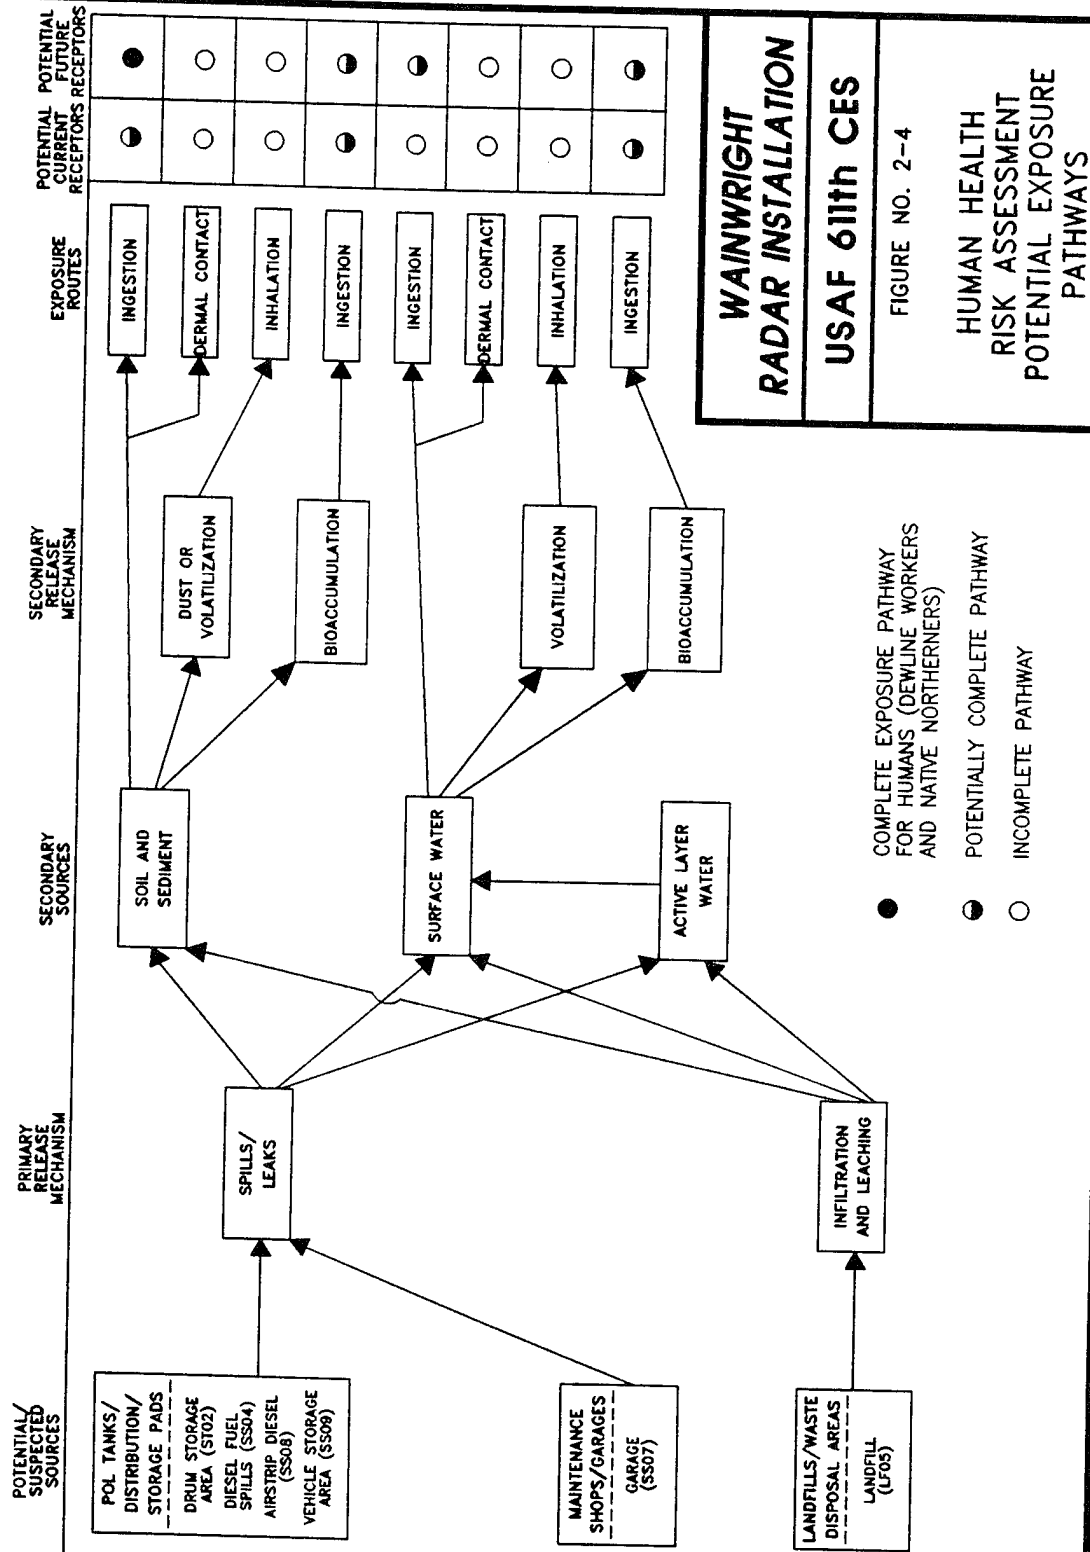 POTENTIAL/
SUSPECTED
SOURCES
PRIMARY
RELEASE
MECHANISM
SECONDARY
SOURCES
SECONDARY
RELEASE
MECHANISM
EXPOSURE
ROUTES
POTENTIAL
CURRENT
RECEPTORS
POTENTIAL
FUTURE
RECEPTORS
POL TANKS/
DISTRIBUTION/
STORAGE PADS
DRUM STORAGE
AREA (ST02)
DIESEL FUEL
SPILLS (SS04)
AIRSTRIP DIESEL
(SS08)
VEHICLE STORAGE
AREA (SS09)
MAINTENANCE
SHOPS/GARAGES
GARAGE
(SS07)
LANDFILLS/WASTE
DISPOSAL AREAS
LANDFILL
(LF05)
SPILLS/
LEAKS
INFILTRATION
AND LEACHING
SOIL AND
SEDIMENT
SURFACE WATER
ACTIVE LAYER
WATER
DUST OR
VOLATILIZATION
BIOACCUMULATION
VOLATILIZATION
BIOACCUMULATION
INGESTION
DERMAL CONTACT
INHALATION
INGESTION
INGESTION
DERMAL CONTACT
INHALATION
INGESTION
COMPLETE EXPOSURE PATHWAY
FOR HUMANS (DEWLINE WORKERS
AND NATIVE NORTHERNERS)
POTENTIALLY COMPLETE PATHWAY
INCOMPLETE PATHWAY
WAINWRIGHT
RADAR INSTALLATION
USAF 611th CES
FIGURE NO. 2-4
HUMAN HEALTH
RISK ASSESSMENT
POTENTIAL EXPOSURE
PATHWAYS